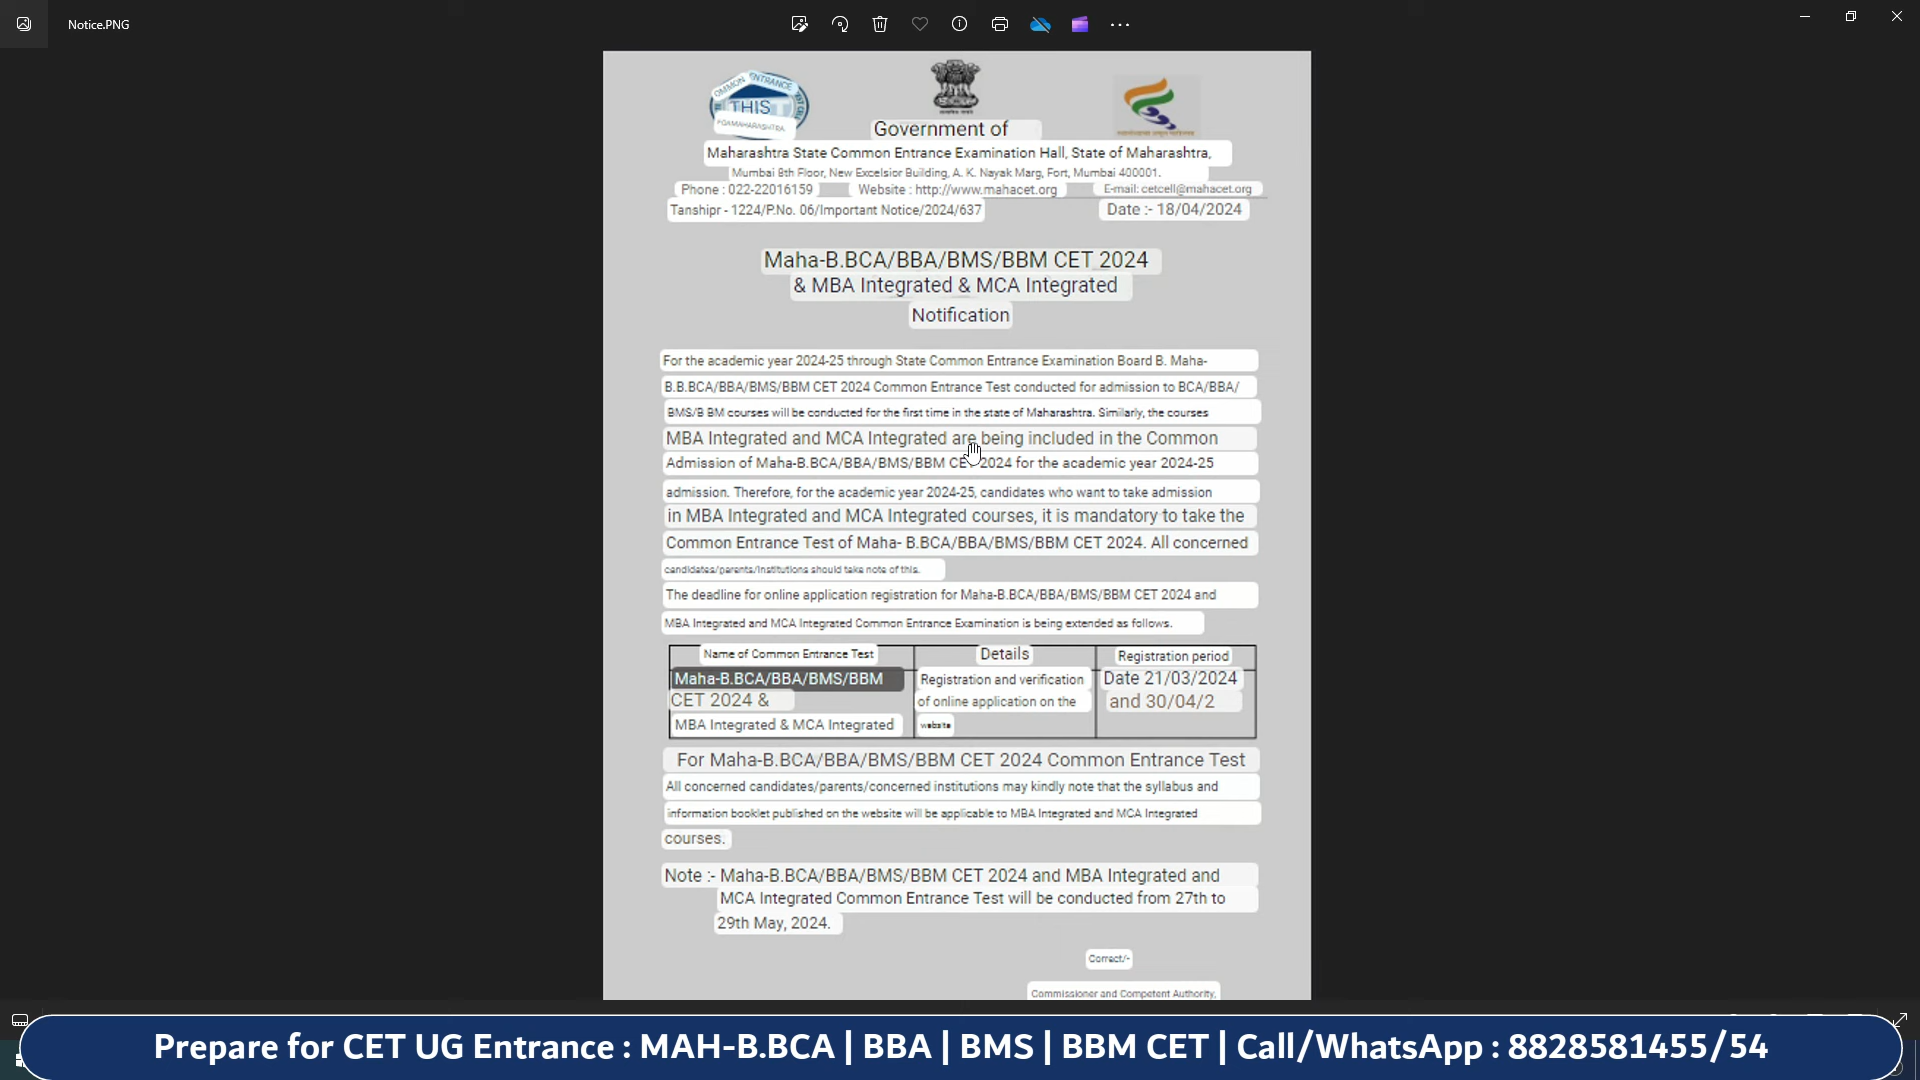 Notice.PNG
COMMON ENTRANCE
THIS
Government of
Maharashtra State Common Entrance Examination Hall, State of Maharashtra,
Mumbai 8th Floor, New Excelsior Building, A. K. Nayak Marg, Fort, Mumbai 400001.
Phone : 022-22016159 Website : http://www.mahacet.org E-mail: cetcell@mahacet.org
Tanshipr - 1224/P.No. 06/Important Notice/2024/637 Date :- 18/04/2024
Maha-B.BCA/BBA/BMS/BBM CET 2024
& MBA Integrated & MCA Integrated
Notification
For the academic year 2024-25 through State Common Entrance Examination Board B. Maha-
B.B.BCA/BBA/BMS/BBM CET 2024 Common Entrance Test conducted for admission to BCA/BBA/
BMS/B BM courses will be conducted for the first time in the state of Maharashtra. Similarly, the courses
MBA Integrated and MCA Integrated are being included in the Common
Admission of Maha-B.BCA/BBA/BMS/BBM CET 2024 for the academic year 2024-25
admission. Therefore, for the academic year 2024-25, candidates who want to take admission
in MBA Integrated and MCA Integrated courses, it is mandatory to take the
Common Entrance Test of Maha- B.BCA/BBA/BMS/BBM CET 2024. All concerned
candidates/parents/institutions should take note of this.
The deadline for online application registration for Maha-B.BCA/BBA/BMS/BBM CET 2024 and
MBA Integrated and MCA Integrated Common Entrance Examination is being extended as follows.
Name of Common Entrance Test Details Registration period
Maha-B.BCA/BBA/BMS/BBM Registration and verification Date 21/03/2024
CET 2024 & of online application on the and 30/04/2
MBA Integrated & MCA Integrated website
For Maha-B.BCA/BBA/BMS/BBM CET 2024 Common Entrance Test
All concerned candidates/parents/concerned institutions may kindly note that the syllabus and
information booklet published on the website will be applicable to MBA Integrated and MCA Integrated
courses.
Note :- Maha-B.BCA/BBA/BMS/BBM CET 2024 and MBA Integrated and
MCA Integrated Common Entrance Test will be conducted from 27th to
29th May, 2024.
Correct/-
Commissioner and Competent Authority,
Prepare for CET UG Entrance : MAH-B.BCA | BBA | BMS | BBM CET | Call/WhatsApp : 8828581455/54